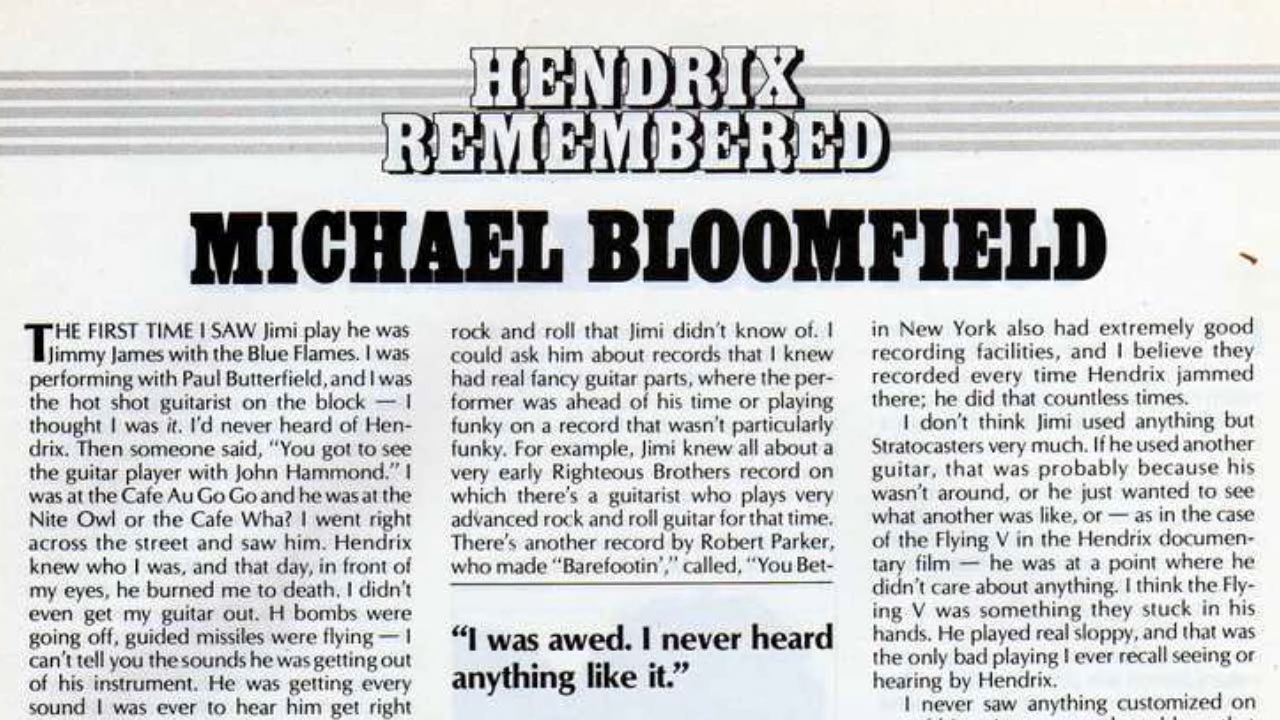 HENDRIX
REMEMBERED
MICHAEL BLOOMFIELD
THE FIRST TIME I SAW Jimi play he was
Jimmy James with the Blue Flames. I was
performing with Paul Butterfield, and I was
the hot shot guitarist on the block — I
thought I was it. I'd never heard of Hen-
drix. Then someone said, "You got to see
the guitar player with John Hammond." I
was at the Cafe Au Go Go and he was at the
Nite Owl or the Cafe Wha? I went right
across the street and saw him. Hendrix
knew who I was, and that day, in front of
my eyes, he burned me to death. I didn't
even get my guitar out. H bombs were
going off, guided missiles were flying — I
can't tell you the sounds he was getting out
of his instrument. He was getting every
sound I was ever to hear him get right
rock and roll that Jimi didn't know of. I
could ask him about records that I knew
had real fancy guitar parts, where the per-
former was ahead of his time or playing
funky on a record that wasn't particularly
funky. For example, Jimi knew all about a
very early Righteous Brothers record on
which there's a guitarist who plays very
advanced rock and roll guitar for that time.
There's another record by Robert Parker,
who made "Barefootin'," called, "You Bet-
"I was awed. I never heard
anything like it."
in New York also had extremely good
recording facilities, and I believe they
recorded every time Hendrix jammed
there; he did that countless times.
I don't think Jimi used anything but
Stratocasters very much. If he used another
guitar, that was probably because his
wasn't around, or he just wanted to see
what another was like, or — as in the case
of the Flying V in the Hendrix documen-
tary film — he was at a point where he
didn't care about anything. I think the Fly-
ing V was something they stuck in his
hands. He played real sloppy, and that was
the only bad playing I ever recall seeing or
hearing by Hendrix.
I never saw anything customized on